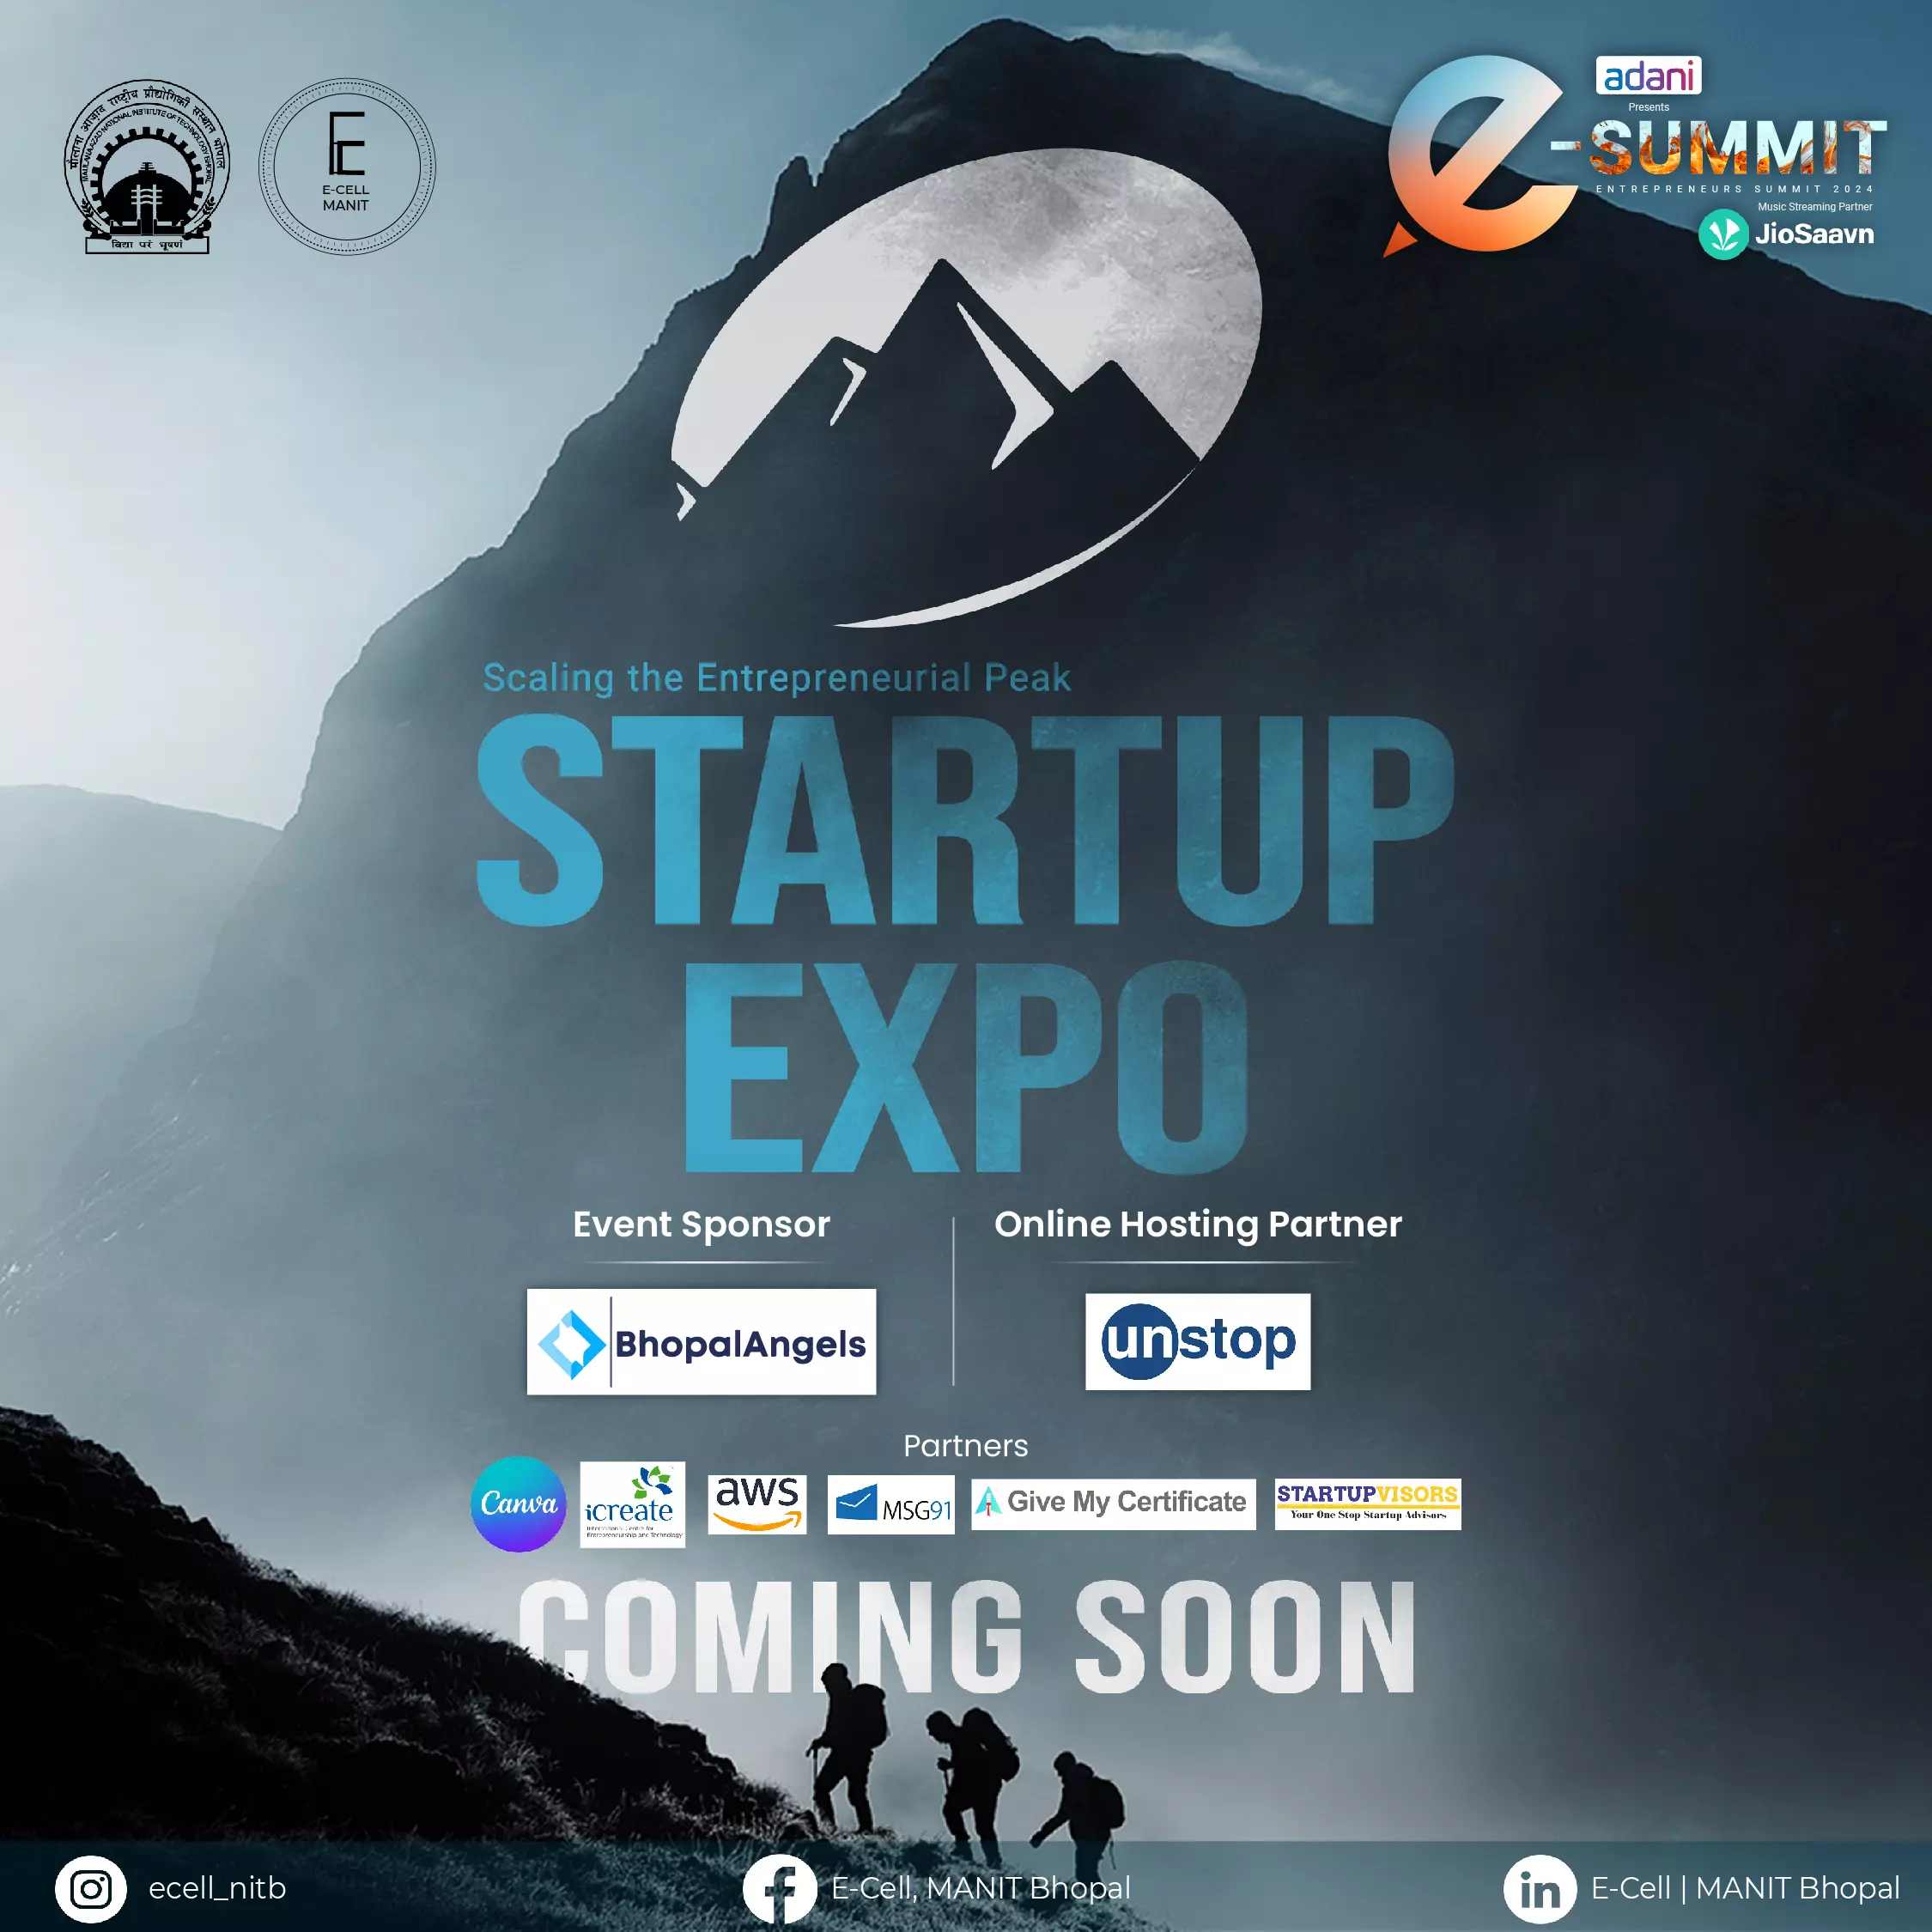 मौलाना आजाद राष्ट्रीय प्रौद्योगिकी संस्थान भोपाल
MAULANA AZAD NATIONAL INSTITUTE OF TECHNOLOGY BHOPAL
विद्या परं भूषणं
E-CELL
MANIT
adani
Presents
e-SUMMIT
ENTREPRENEURS SUMMIT 2024
Music Streaming Partner
JioSaavn
Scaling the Entrepreneurial Peak
STARTUP
EXPO
Event Sponsor
Online Hosting Partner
BhopalAngels
unstop
Partners
Canva
icreate
International Centre for
Entrepreneurship and Technology
aws
MSG91
Give My Certificate
STARTUPVISORS
Your One Stop Startup Advisors
COMING SOON
ecell_nitb
E-Cell, MANIT Bhopal
E-Cell | MANIT Bhopal